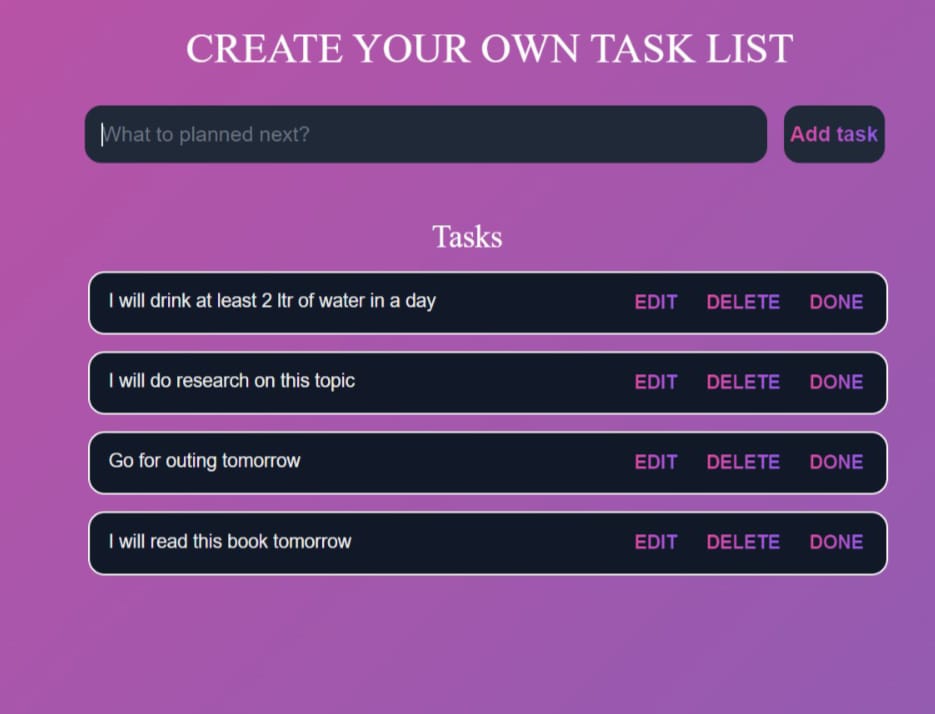 CREATE YOUR OWN TASK LIST
What to planned next?
Add task
Tasks
I will drink at least 2 ltr of water in a day EDIT DELETE DONE
I will do research on this topic EDIT DELETE DONE
Go for outing tomorrow EDIT DELETE DONE
I will read this book tomorrow EDIT DELETE DONE